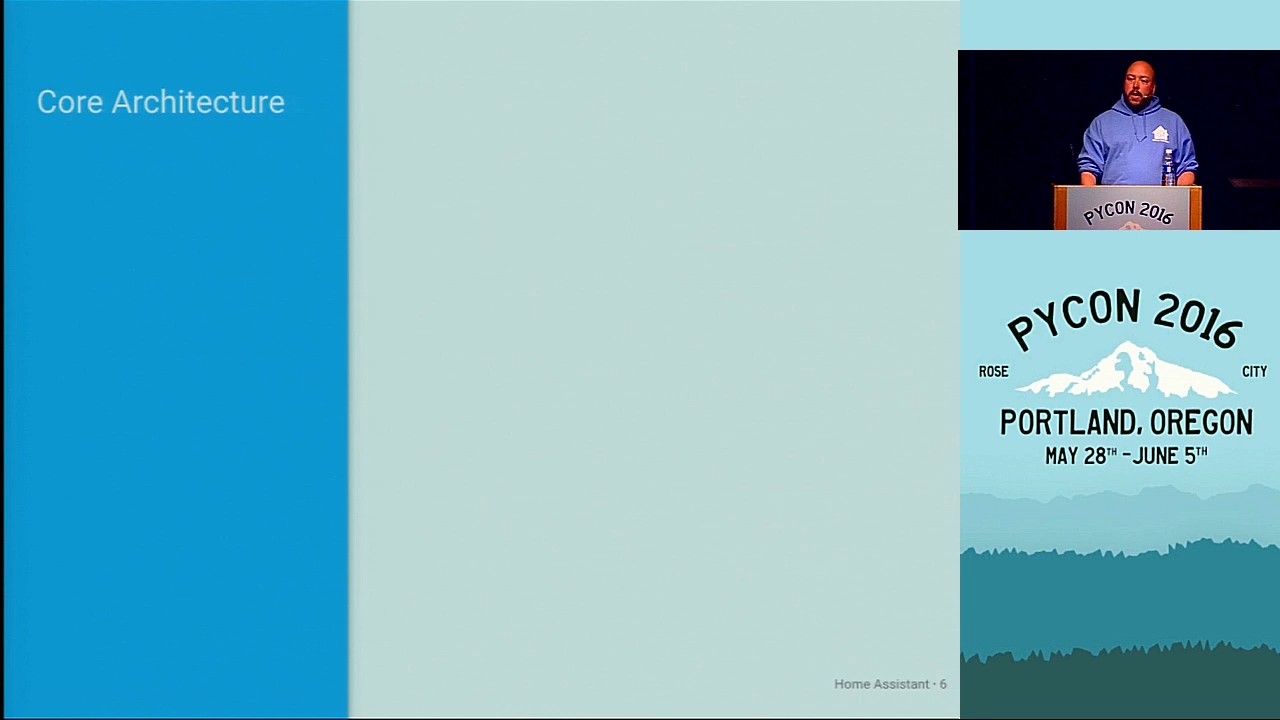 Core Architecture
Home Assistant · 6
PYCON 2016
PYCON 2016
ROSE
CITY
PORTLAND, OREGON
MAY 28TH - JUNE 5TH